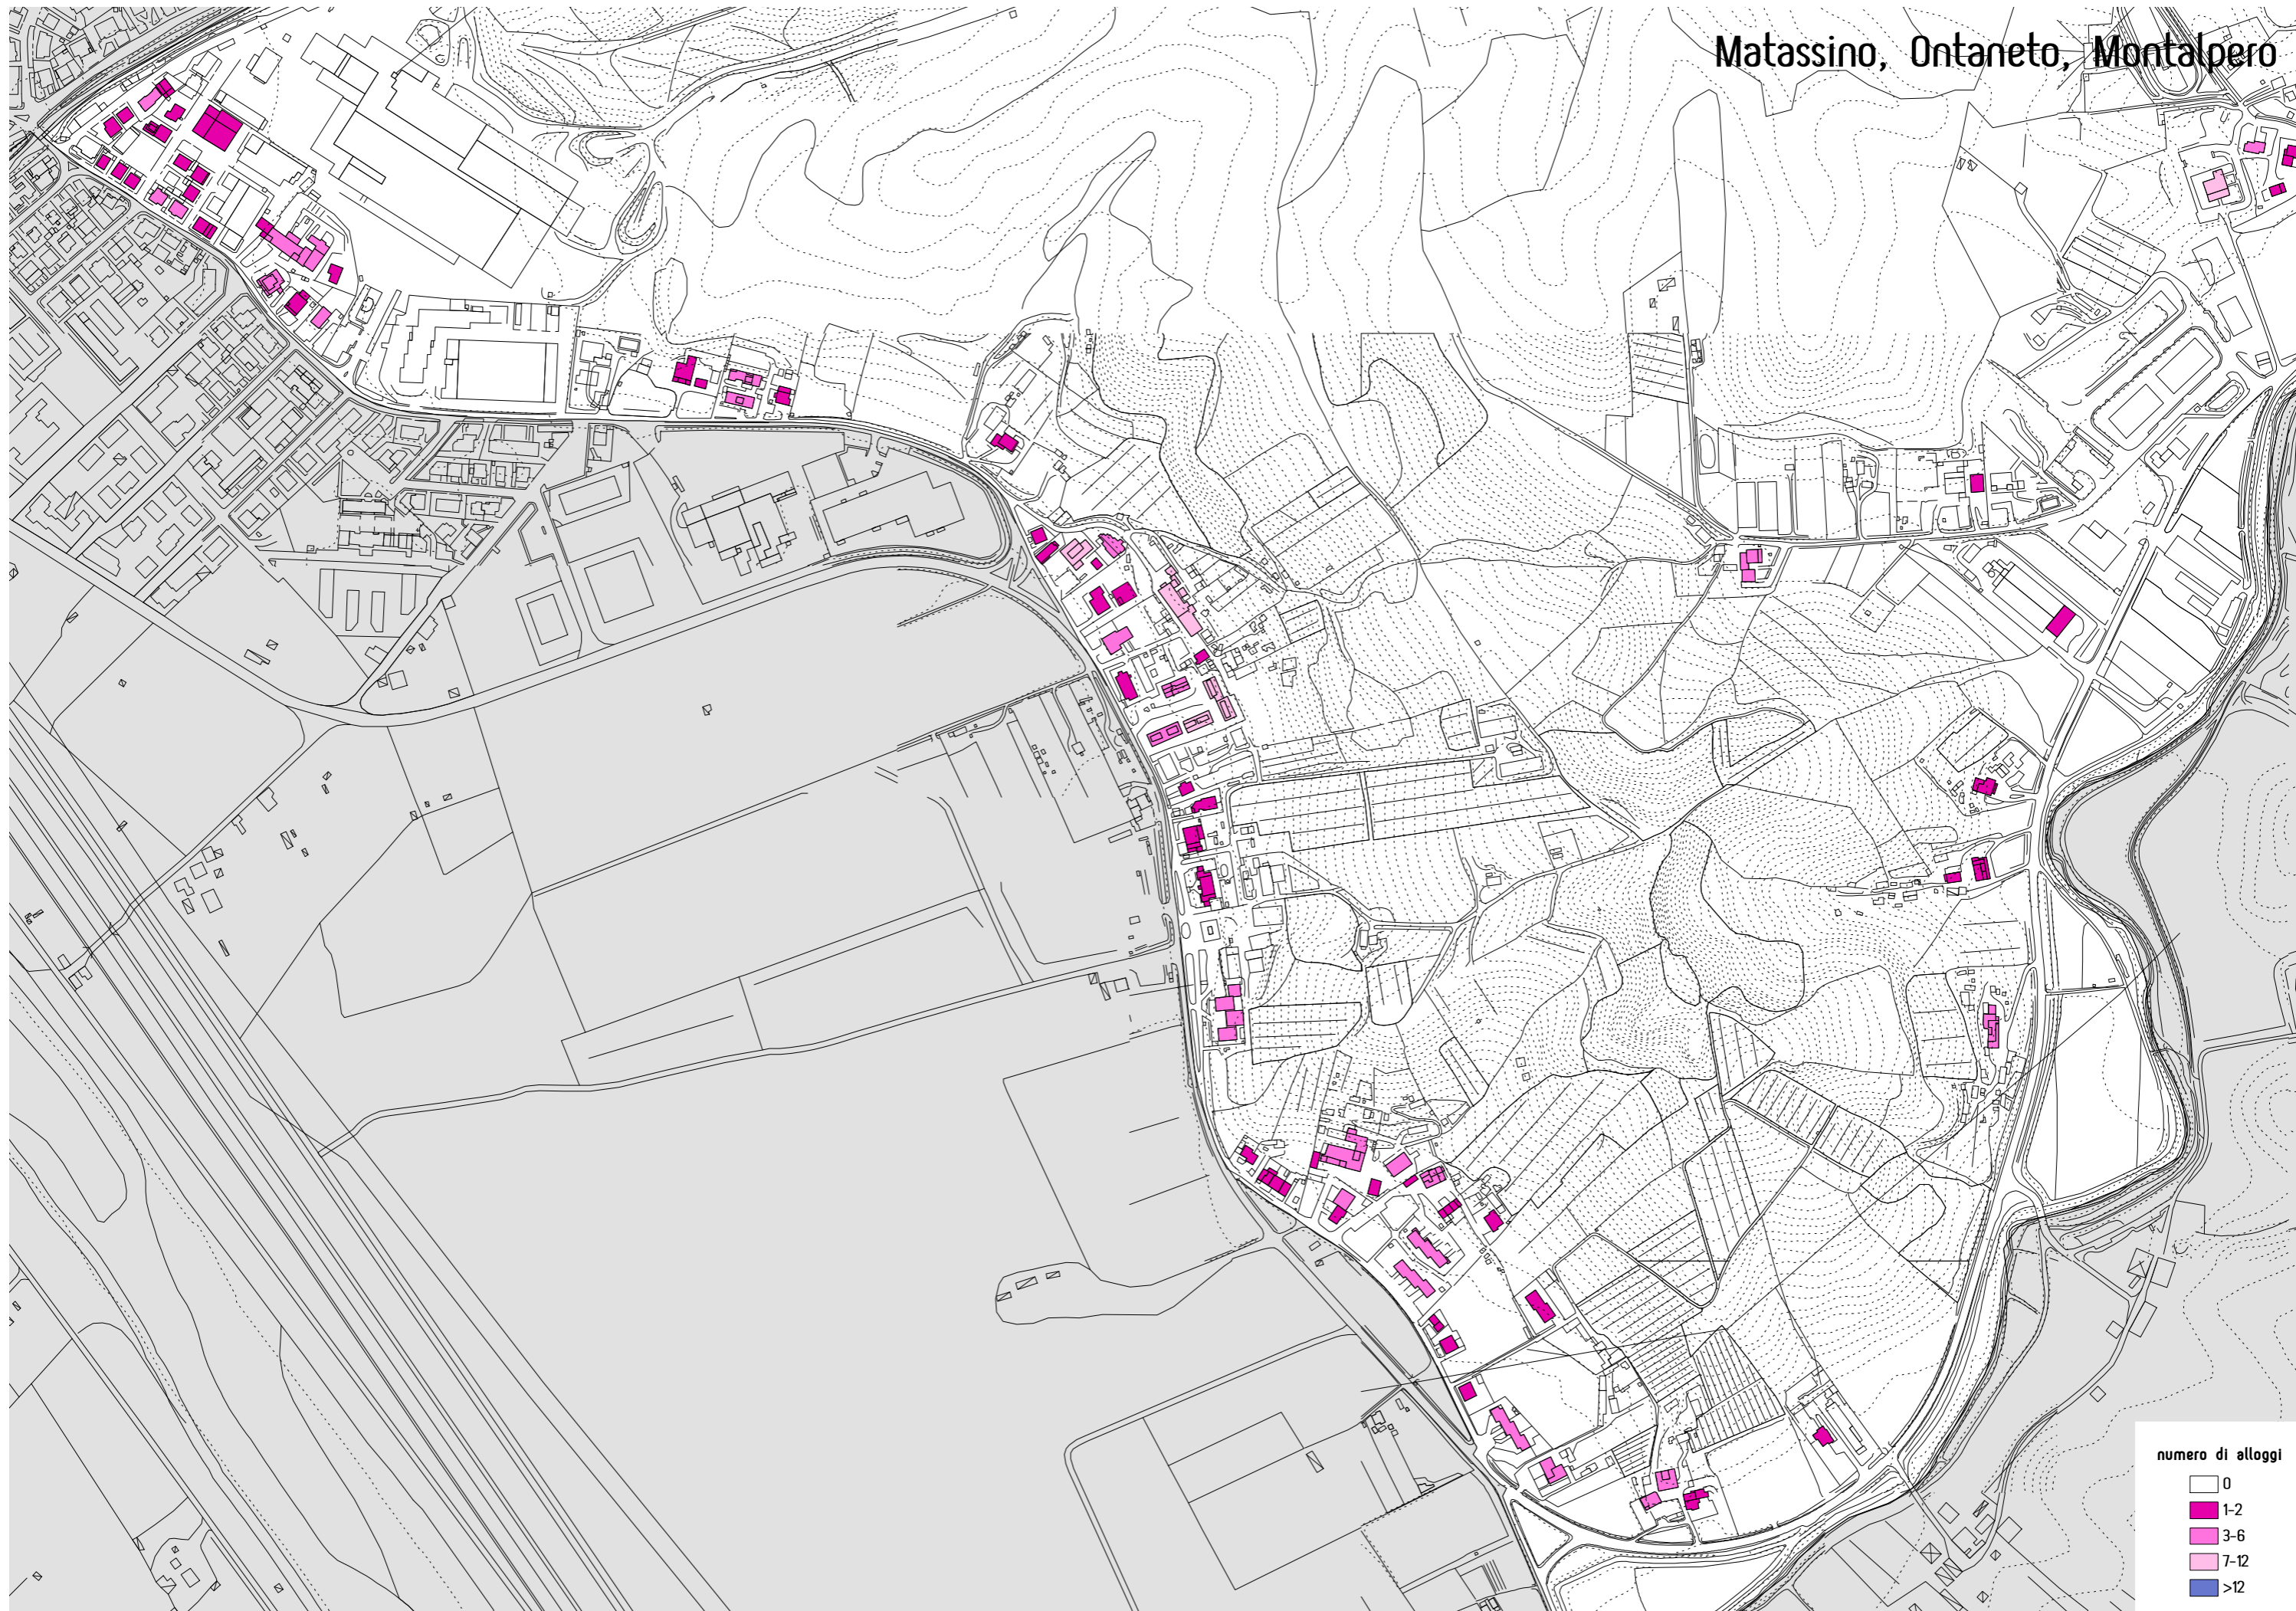 Matassino, Ontaneto, Montalpero
numero di alloggi
0
1-2
3-6
7-12
>12